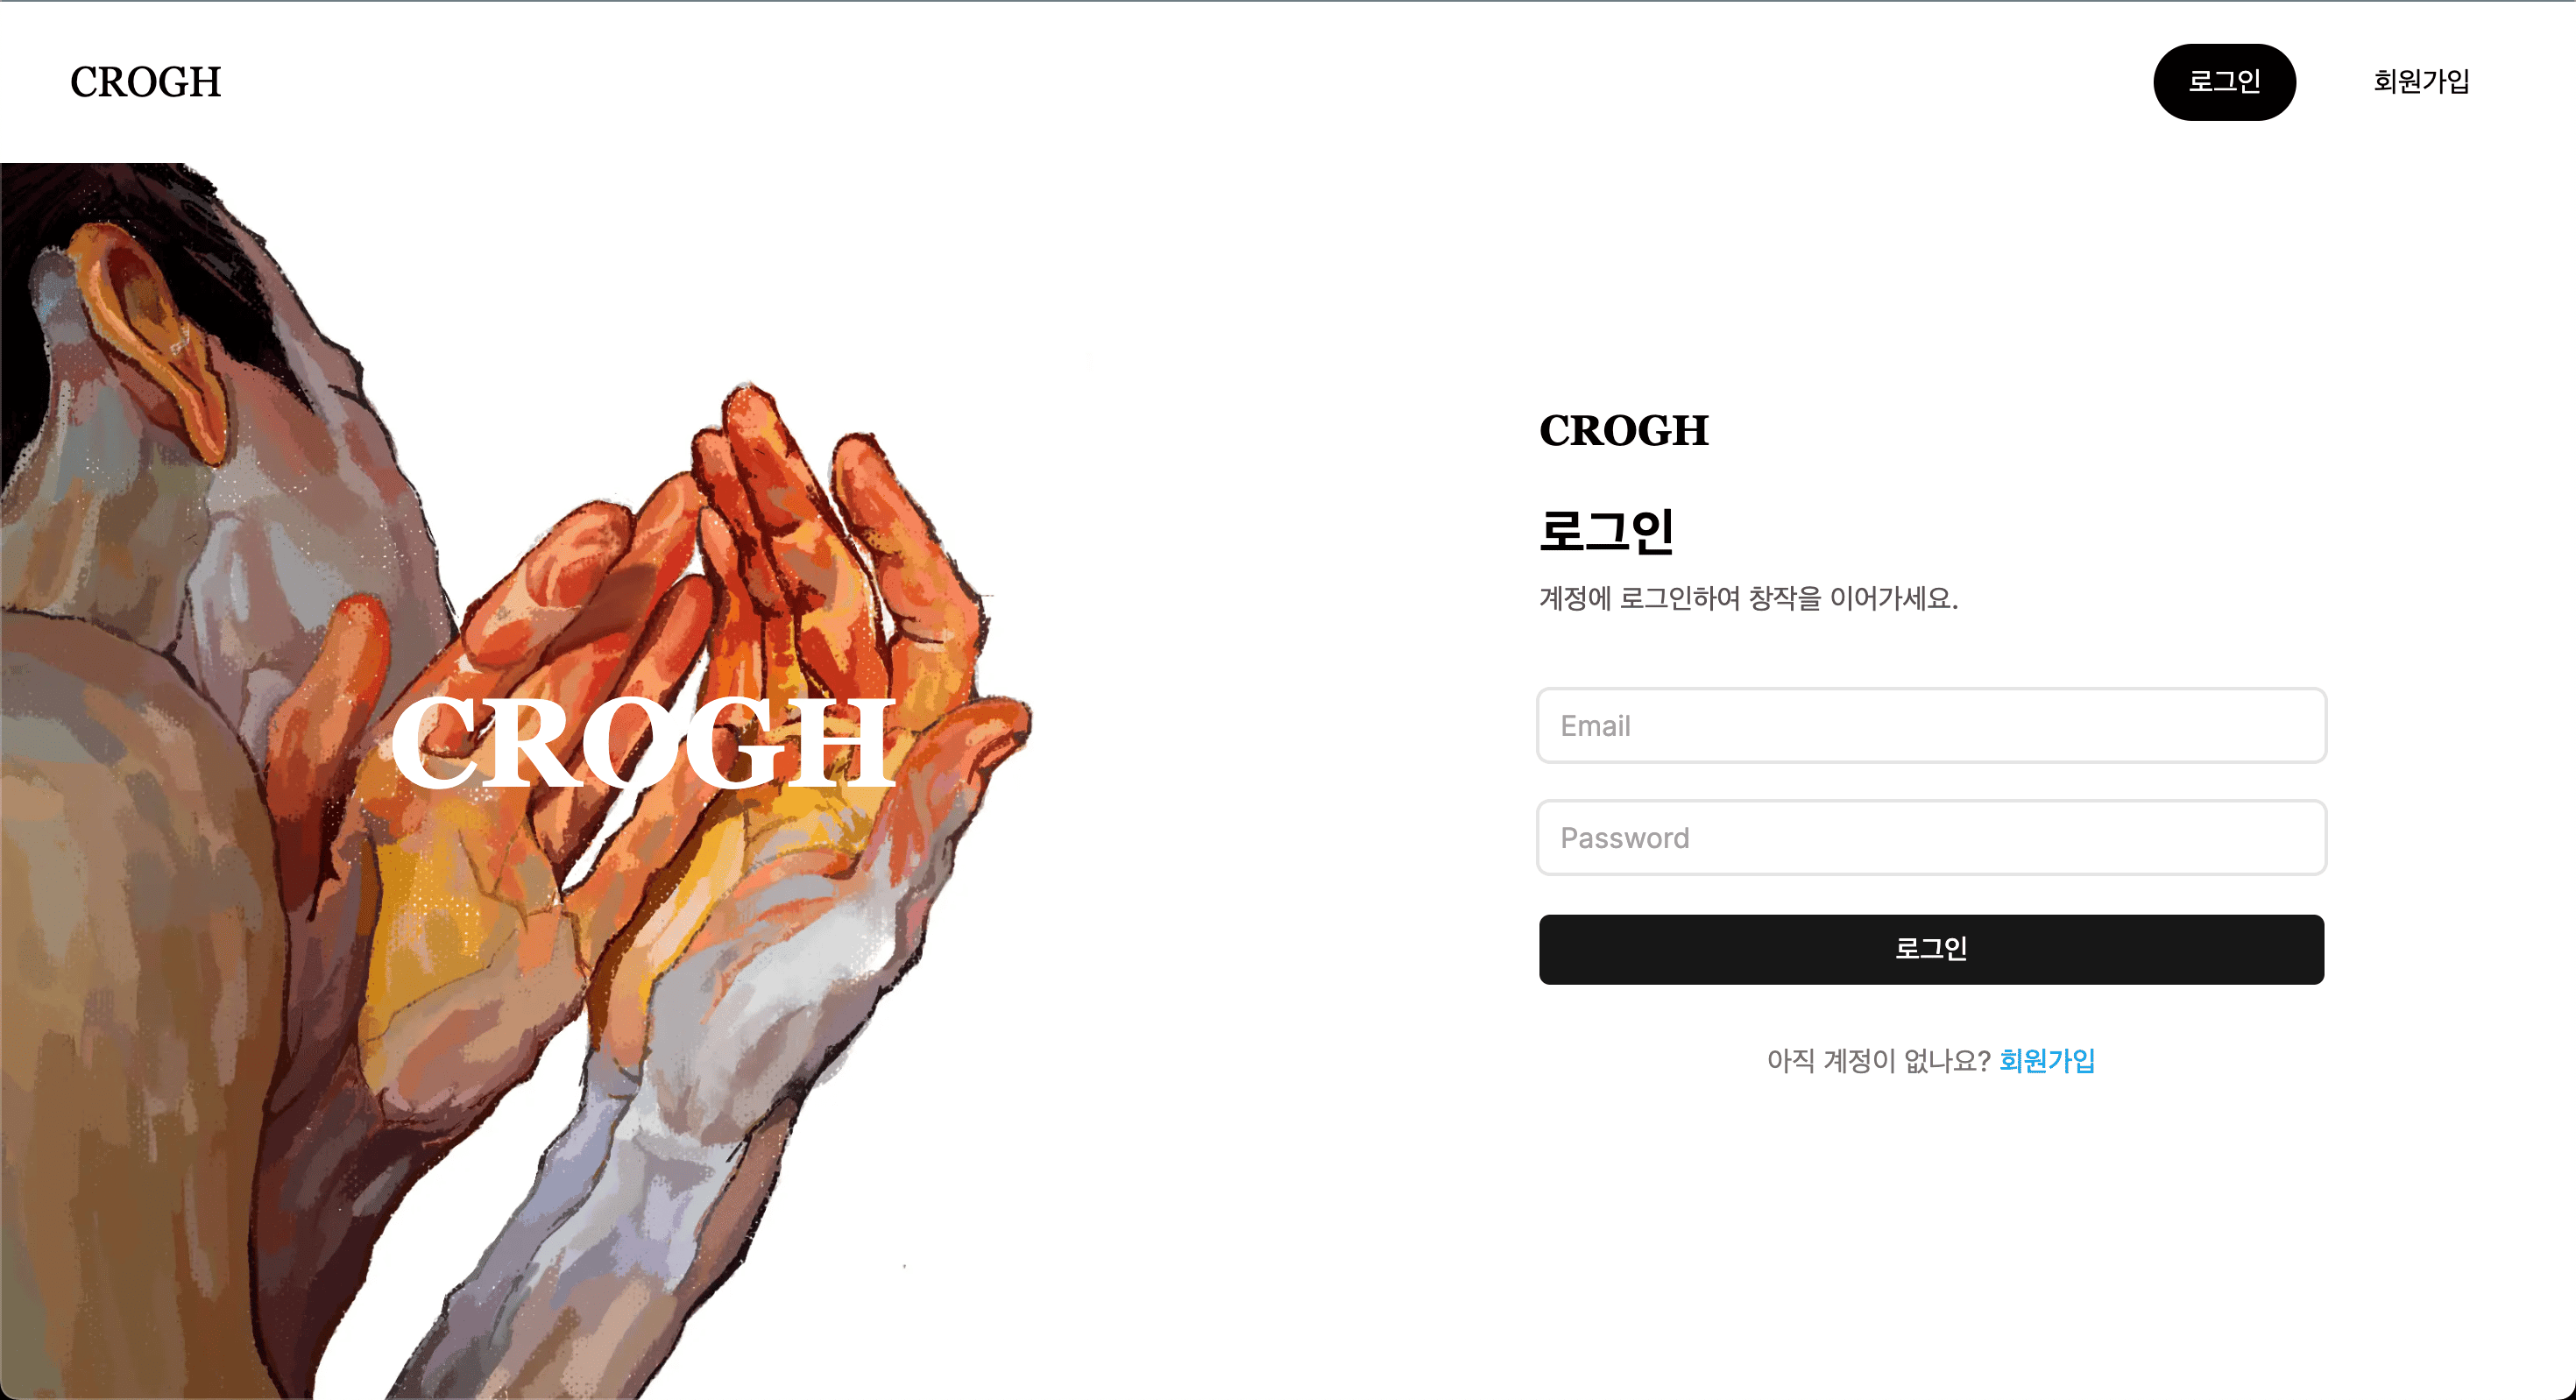 CROGH
로그인
회원가입
CROGH
CROGH
로그인
계정에 로그인하여 창작을 이어가세요.
Email
Password
로그인
아직 계정이 없나요? 회원가입